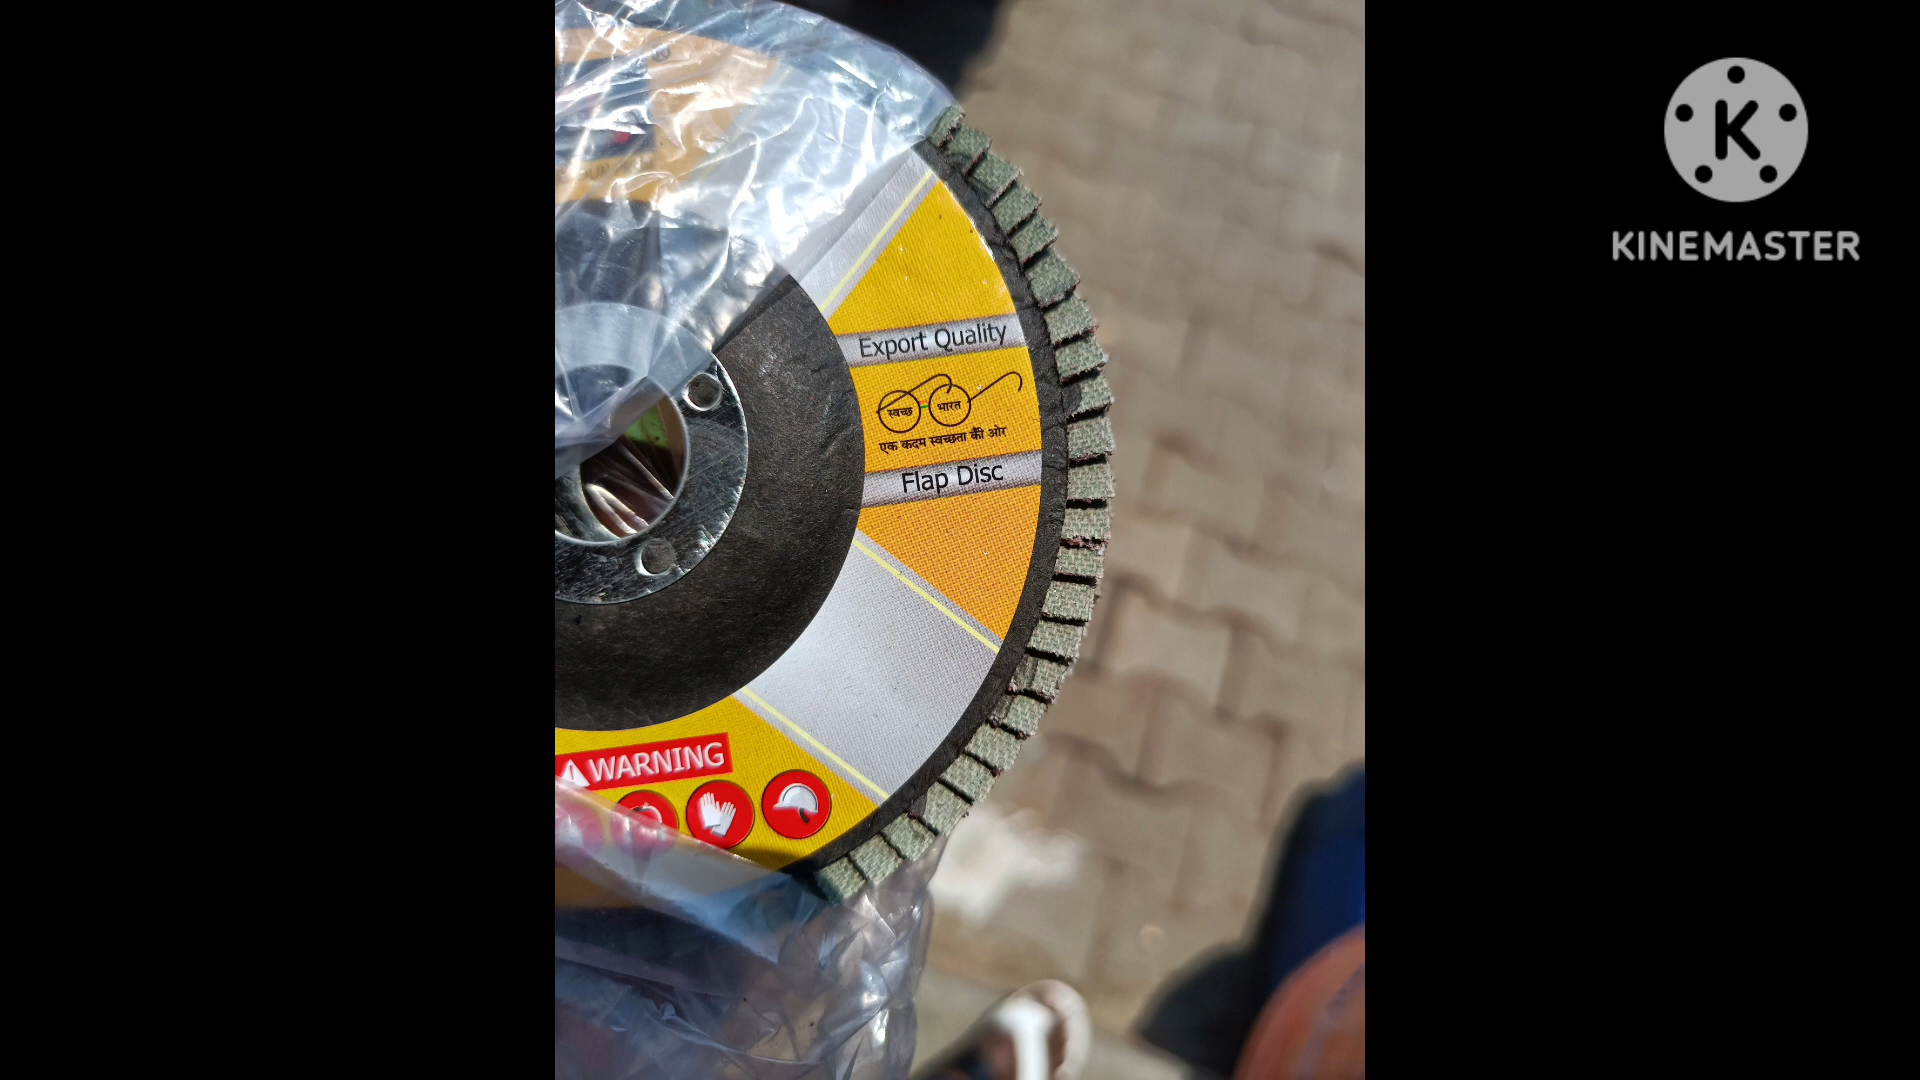 Export Quality
स्वच्छ भारत
एक कदम स्वच्छता की ओर
Flap Disc
WARNING
K
KINEMASTER